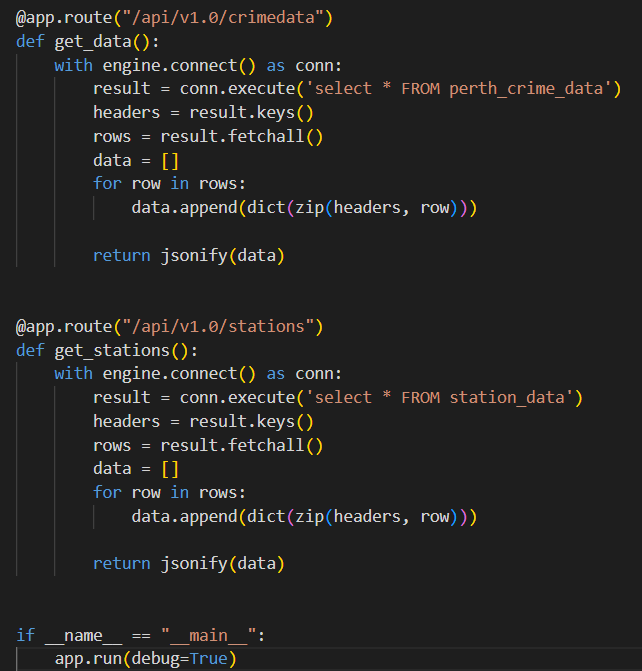 @app.route("/api/v1.0/crimedata")
def get_data():
    with engine.connect() as conn:
        result = conn.execute('select * FROM perth_crime_data')
        headers = result.keys()
        rows = result.fetchall()
        data = []
        for row in rows:
            data.append(dict(zip(headers, row)))

        return jsonify(data)


@app.route("/api/v1.0/stations")
def get_stations():
    with engine.connect() as conn:
        result = conn.execute('select * FROM station_data')
        headers = result.keys()
        rows = result.fetchall()
        data = []
        for row in rows:
            data.append(dict(zip(headers, row)))

        return jsonify(data)


if __name__ == "__main__":
    app.run(debug=True)